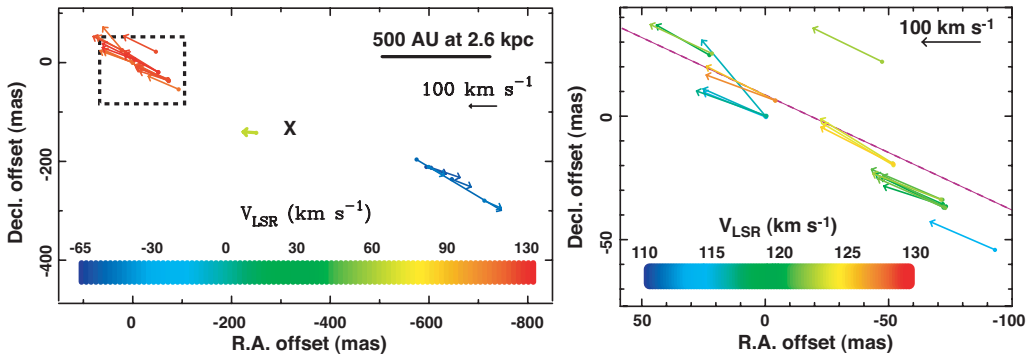 500 AU at 2.6 kpc
100 km s⁻¹
X
V_LSR (km s⁻¹)
-65 -30 0 30 60 90 130
0
-200
-400
Decl. offset (mas)
0 -200 -400 -600 -800
R.A. offset (mas)
100 km s⁻¹
V_LSR (km s⁻¹)
110 115 120 125 130
0
-50
Decl. offset (mas)
50 0 -50 -100
R.A. offset (mas)